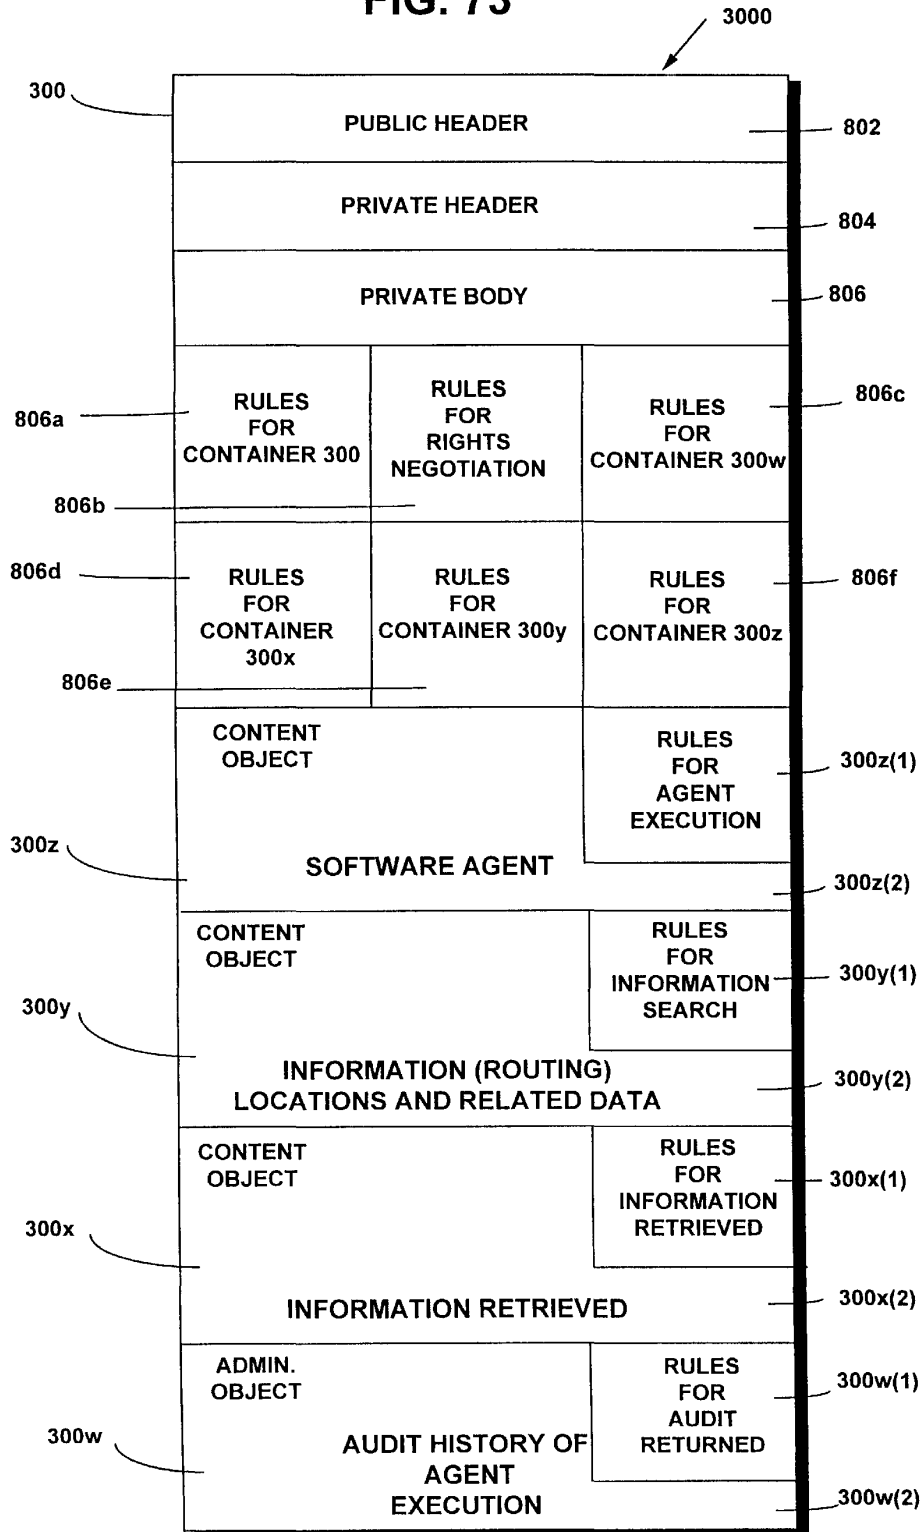 FIG. 73
3000
300
PUBLIC HEADER
802
PRIVATE HEADER
804
PRIVATE BODY
806
806a
RULES
FOR
CONTAINER 300
RULES
FOR
RIGHTS
NEGOTIATION
806b
RULES
FOR
CONTAINER 300w
806c
806d
RULES
FOR
CONTAINER
300x
RULES
FOR
CONTAINER 300y
806e
RULES
FOR
CONTAINER 300z
806f
CONTENT
OBJECT
RULES
FOR
AGENT
EXECUTION
300z(1)
300z
SOFTWARE AGENT
300z(2)
CONTENT
OBJECT
RULES
FOR
INFORMATION
SEARCH
300y(1)
300y
INFORMATION (ROUTING)
LOCATIONS AND RELATED DATA
300y(2)
CONTENT
OBJECT
RULES
FOR
INFORMATION
RETRIEVED
300x(1)
300x
INFORMATION RETRIEVED
300x(2)
ADMIN.
OBJECT
RULES
FOR
AUDIT
RETURNED
300w(1)
300w
AUDIT HISTORY OF
AGENT
EXECUTION
300w(2)